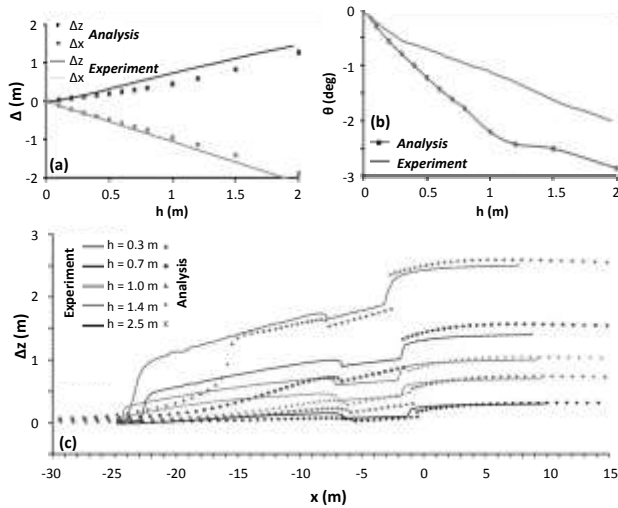 2
1
0
-1
-2
Δ (m)
Δz
Δx
Analysis
Δz
Δx
Experiment
(a)
0
0.5
1
1.5
2
h (m)
0
-1
-2
-3
θ (deg)
(b)
Analysis
Experiment
0
0.5
1
1.5
2
h (m)
3
2
1
0
Δz (m)
Experiment
h = 0.3 m
h = 0.7 m
h = 1.0 m
h = 1.4 m
h = 2.5 m
Analysis
(c)
-30
-25
-20
-15
-10
-5
0
5
10
15
x (m)